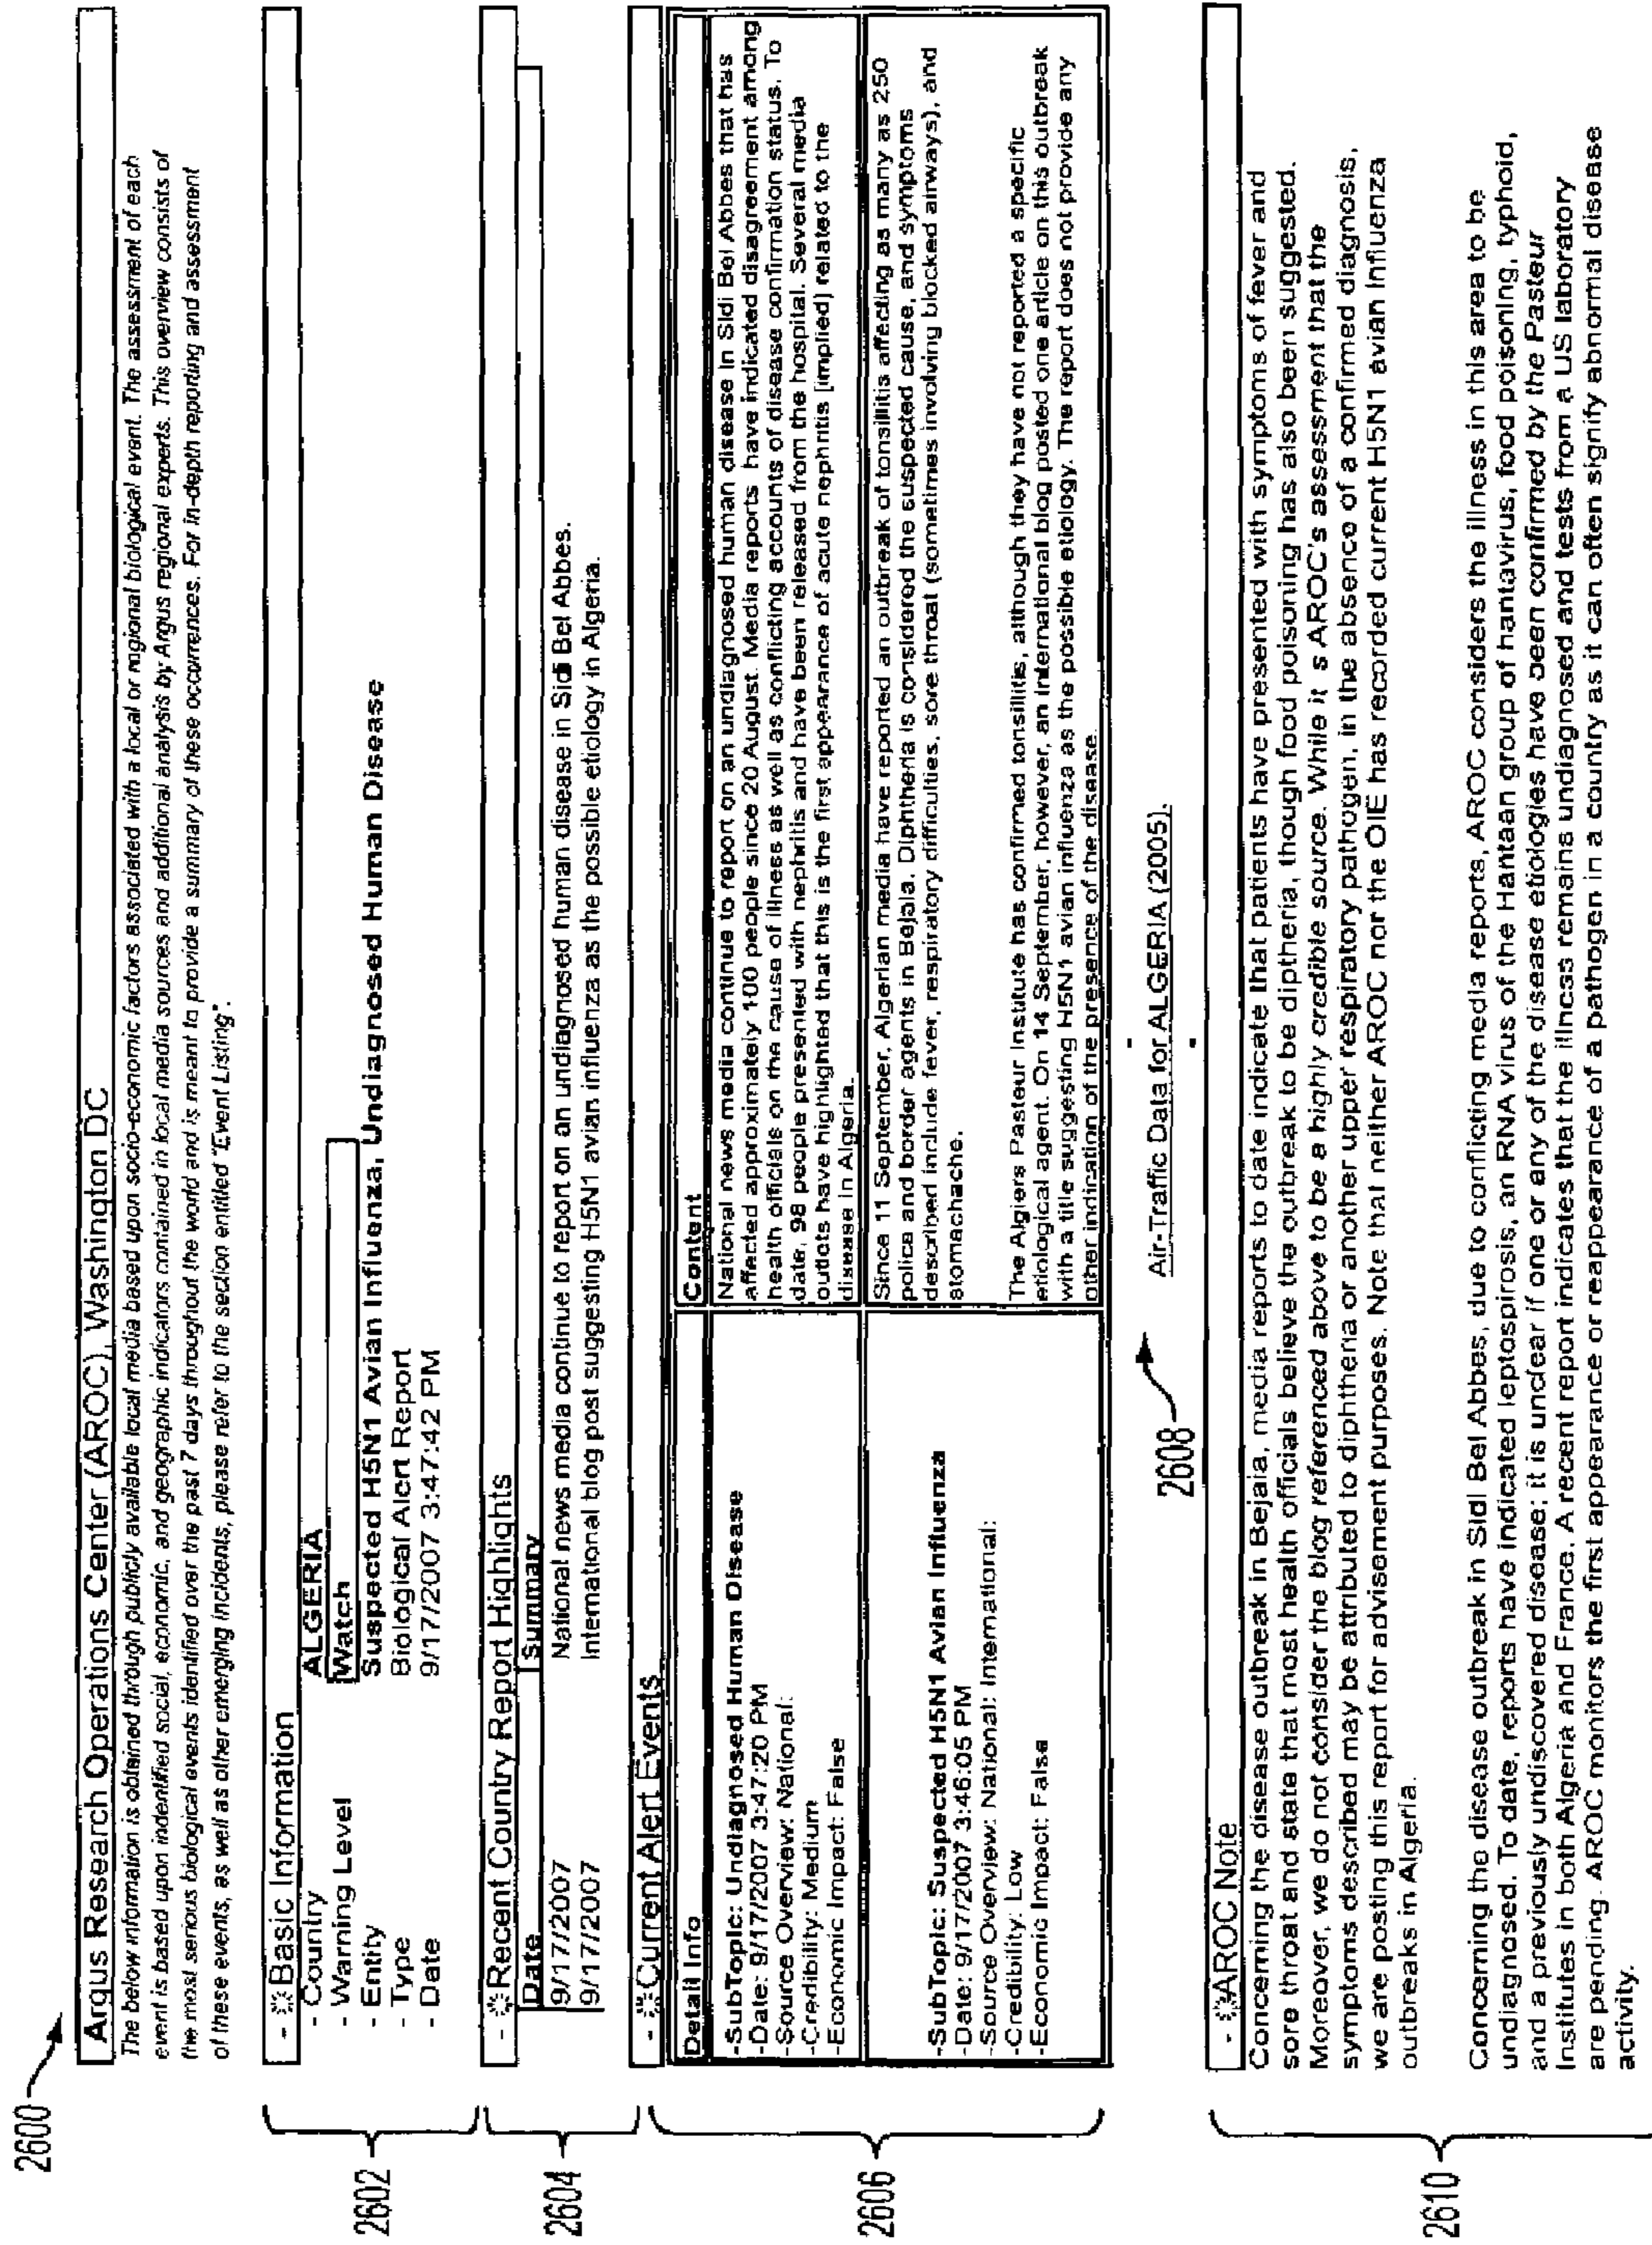 2600
Argus Research Operations Center (AROC), Washington DC
The below information is obtained through publicly available local media based upon socio-economic factors associated with a local or regional biological event. The assessment of each
event is based upon indentified social, economic, and geographic indicators contained in local media sources and additional analysis by Argus regional experts. This overview consists of
the most serious biological events identified over the past 7 days throughout the world and is meant to provide a summary of these occurrences. For in-depth reporting and assessment
of these events, as well as other emerging incidents, please refer to the section entitled "Event Listing".
2602
- Basic Information
- Country ALGERIA
- Warning Level Watch
- Entity Suspected H5N1 Avian Influenza, Undiagnosed Human Disease
- Type Biological Alert Report
- Date 9/17/2007 3:47:42 PM
2604
- Recent Country Report Highlights
Date Summary
9/17/2007 National news media continue to report on an undiagnosed human disease in Sidi Bel Abbes.
9/17/2007 International blog post suggesting H5N1 avian influenza as the possible etiology in Algeria.
2606
- Current Alert Events
Detail Info Content
-SubTopic: Undiagnosed Human Disease
-Date: 9/17/2007 3:47:20 PM
-Source Overview: National:
-Credibility: Medium
-Economic Impact: False
National news media continue to report on an undiagnosed human disease in Sidi Bel Abbes that has
affected approximately 100 people since 20 August. Media reports have indicated disagreement among
health officials on the cause of illness as well as conflicting accounts of disease confirmation status. To
date, 98 people presented with nephritis and have been released from the hospital. Several media
outlets have highlighted that this is the first appearance of acute nephritis [implied] related to the
disease in Algeria.
-SubTopic: Suspected H5N1 Avian Influenza
-Date: 9/17/2007 3:46:05 PM
-Source Overview: National: International:
-Credibility: Low
-Economic Impact: False
Since 11 September, Algerian media have reported an outbreak of tonsillitis affecting as many as 250
police and border agents in Bejaia. Diphtheria is considered the suspected cause, and symptoms
described include fever, respiratory difficulties, sore throat (sometimes involving blocked airways), and
stomachache.
The Algiers Pasteur Institute has confirmed tonsillitis, although they have not reported a specific
etiological agent. On 14 September, however, an international blog posted one article on this outbreak
with a title suggesting H5N1 avian influenza as the possible etiology. The report does not provide any
other indication of the presence of the disease.
2608
Air-Traffic Data for ALGERIA (2005).
2610
- AROC Note
Concerning the disease outbreak in Bejaia, media reports to date indicate that patients have presented with symptoms of fever and
sore throat and state that most health officials believe the outbreak to be diptheria, though food poisoning has also been suggested.
Moreover, we do not consider the blog referenced above to be a highly credible source. While it s AROC's assessment that the
symptoms described may be attributed to diphtheria or another upper respiratory pathogen, in the absence of a confirmed diagnosis,
we are posting this report for advisement purposes. Note that neither AROC nor the OIE has recorded current H5N1 avian influenza
outbreaks in Algeria.
Concerning the disease outbreak in Sidi Bel Abbes, due to conflicting media reports, AROC considers the illness in this area to be
undiagnosed. To date, reports have indicated leptospirosis, an RNA virus of the Hantaan group of hantavirus, food poisoning, typhoid,
and a previously undiscovered disease; it is unclear if one or any of the disease etiologies have been confirmed by the Pasteur
Institutes in both Algeria and France. A recent report indicates that the illness remains undiagnosed and tests from a US laboratory
are pending. AROC monitors the first appearance or reappearance of a pathogen in a country as it can often signify abnormal disease
activity.